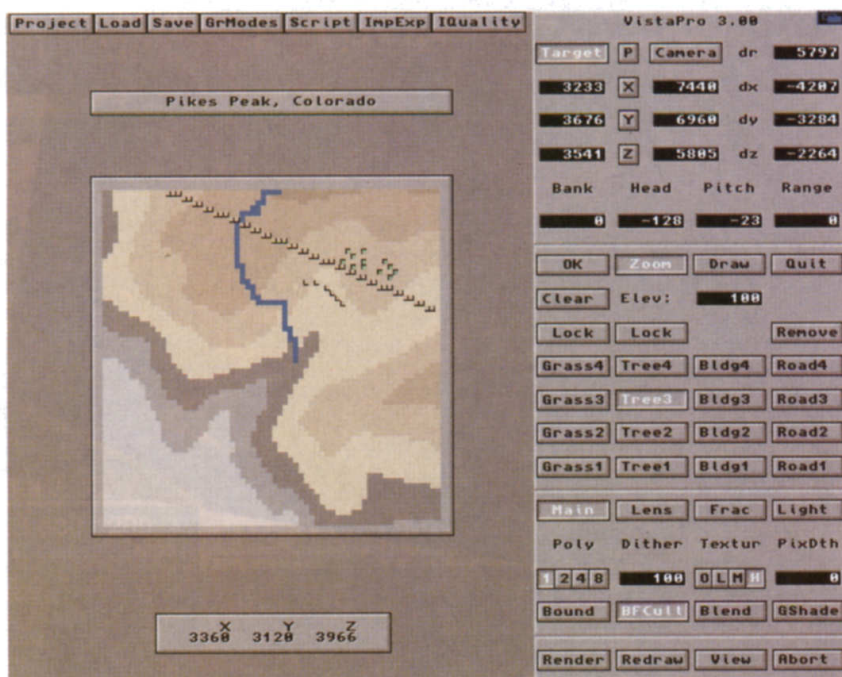 Project Load Save GrModes Script ImpExp IQuality
Pikes Peak, Colorado
X Y Z
3360 3120 3966
VistaPro 3.00
Target P Camera dr 5797
3233 X 7440 dx -4207
3676 Y 6960 dy -3284
3541 Z 5805 dz -2264
Bank Head Pitch Range
0 -128 -23 0
OK Zoom Draw Quit
Clear Elev: 100
Lock Lock Remove
Grass4 Tree4 Bldg4 Road4
Grass3 Tree3 Bldg3 Road3
Grass2 Tree2 Bldg2 Road2
Grass1 Tree1 Bldg1 Road1
Main Lens Frac Light
Poly Dither Textur PixDth
1 2 4 8 100 O L M H 0
Bound BFCull Blend GShade
Render Redraw View Abort